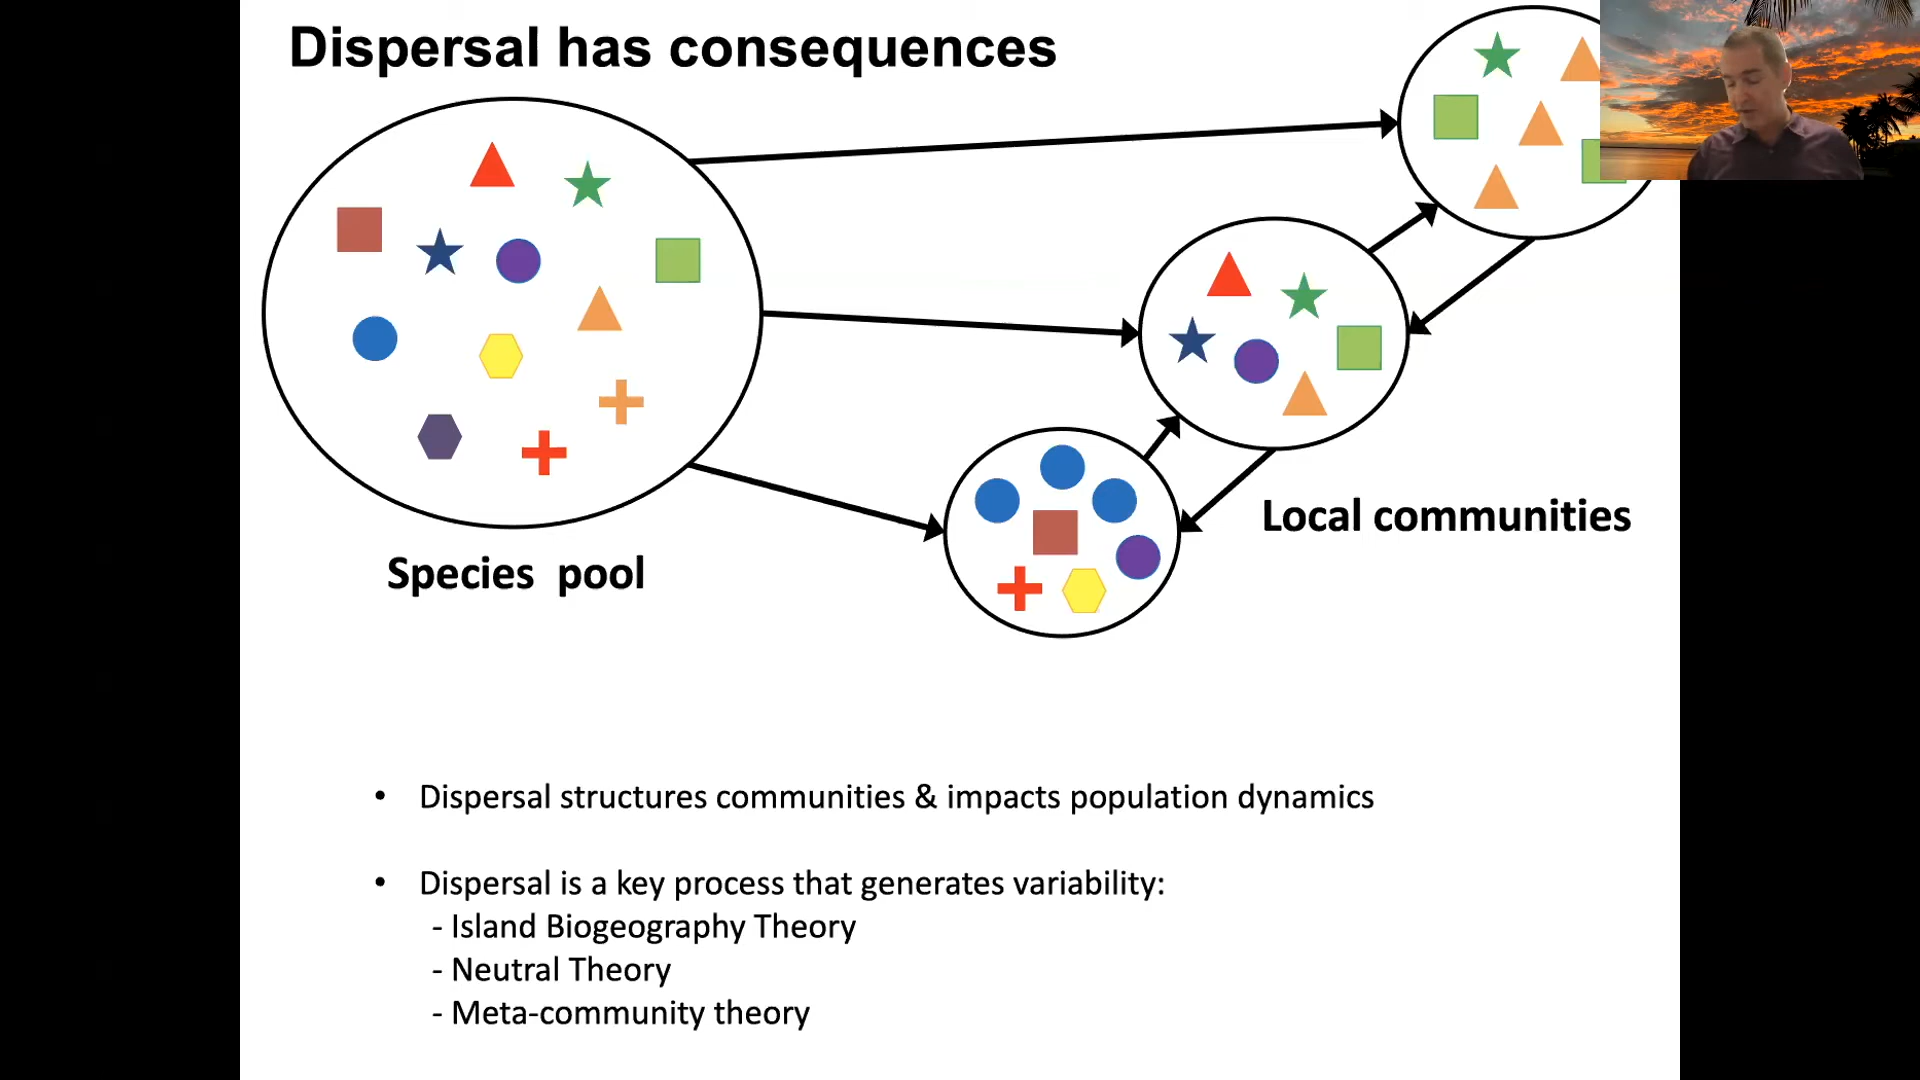 Dispersal has consequences
Species pool
Local communities
• Dispersal structures communities & impacts population dynamics
• Dispersal is a key process that generates variability:
- Island Biogeography Theory
- Neutral Theory
- Meta-community theory